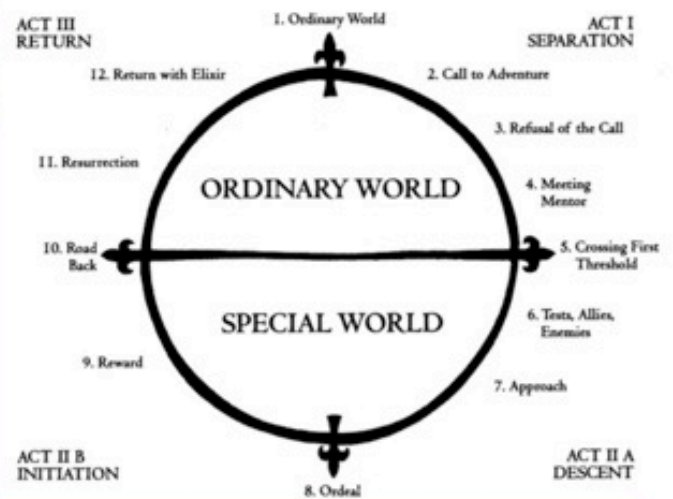 ACT III
RETURN
1. Ordinary World
ACT I
SEPARATION
12. Return with Elixir
2. Call to Adventure
3. Refusal of the Call
11. Resurrection
ORDINARY WORLD
4. Meeting
Mentor
10. Road
Back
5. Crossing First
Threshold
SPECIAL WORLD
6. Tests, Allies,
Enemies
9. Reward
7. Approach
ACT II B
INITIATION
ACT II A
DESCENT
8. Ordeal